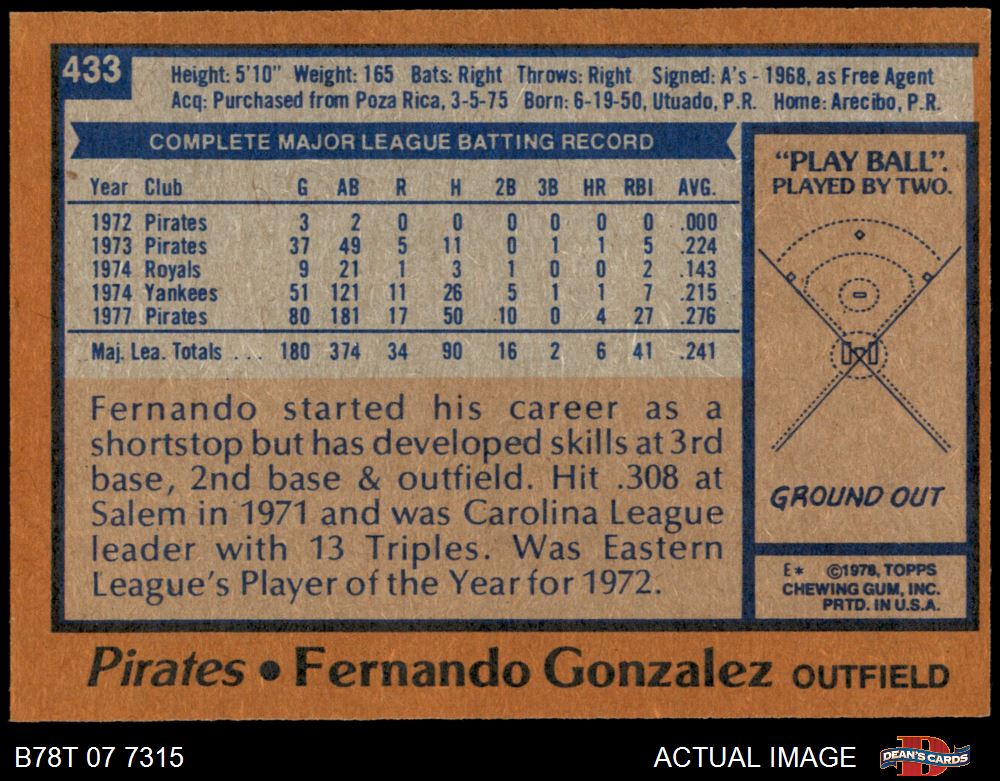 433
Height: 5'10" Weight: 165 Bats: Right Throws: Right Signed: A's - 1968, as Free Agent
Acq: Purchased from Poza Rica, 3-5-75 Born: 6-19-50, Utuado, P.R. Home: Arecibo, P.R.
COMPLETE MAJOR LEAGUE BATTING RECORD
Year Club G AB R H 2B 3B HR RBI AVG.
1972 Pirates 3 2 0 0 0 0 0 0 .000
1973 Pirates 37 49 5 11 0 1 1 5 .224
1974 Royals 9 21 1 3 1 0 0 2 .143
1974 Yankees 51 121 11 26 5 1 1 7 .215
1977 Pirates 80 181 17 50 10 0 4 27 .276
Maj. Lea. Totals . . . 180 374 34 90 16 2 6 41 .241
Fernando started his career as a
shortstop but has developed skills at 3rd
base, 2nd base & outfield. Hit .308 at
Salem in 1971 and was Carolina League
leader with 13 Triples. Was Eastern
League's Player of the Year for 1972.
"PLAY BALL".
PLAYED BY TWO.
GROUND OUT
E* ©1978, TOPPS
CHEWING GUM, INC.
PRTD. IN U.S.A.
Pirates • Fernando Gonzalez OUTFIELD
B78T 07 7315
ACTUAL IMAGE
D
DEAN'S CARDS